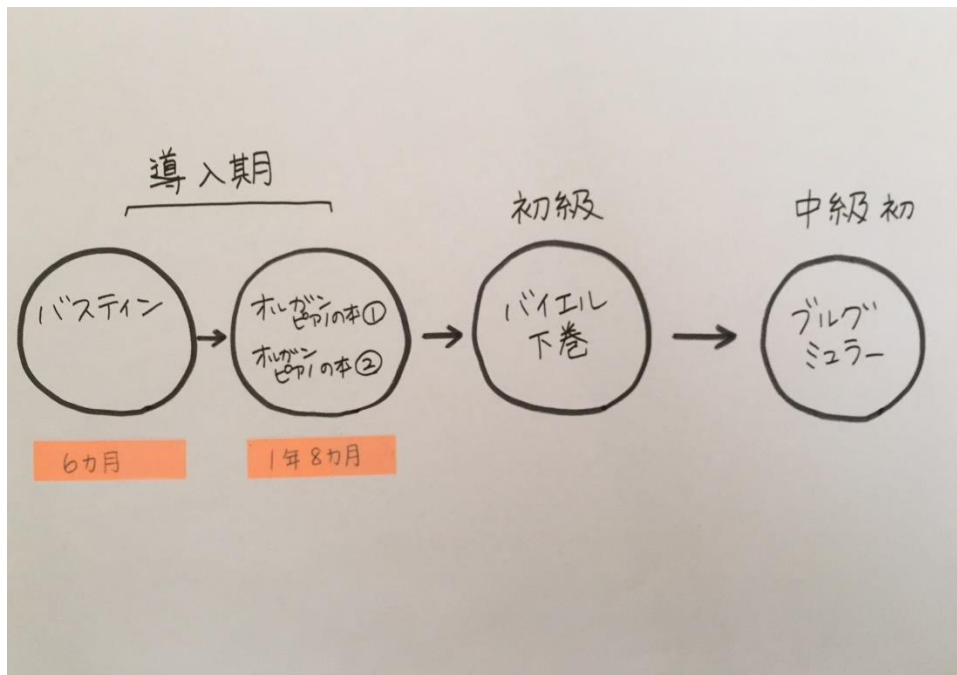 導入期
初級
中級初
バスティン
オルガン
ピアノの本①
オルガン
ピアノの本②
バイエル
下巻
ブルグ
ミュラー
6カ月
1年8カ月